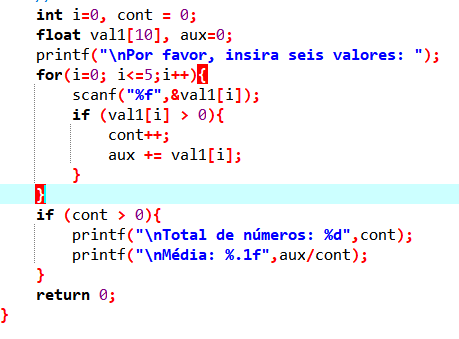 int i=0, cont = 0;
float val1[10], aux=0;
printf("\nPor favor, insira seis valores: ");
for(i=0; i<=5;i++){
scanf("%f",&val1[i]);
if (val1[i] > 0){
cont++;
aux += val1[i];
}
}
if (cont > 0){
printf("\nTotal de números: %d",cont);
printf("\nMédia: %.1f",aux/cont);
}
return 0;
}